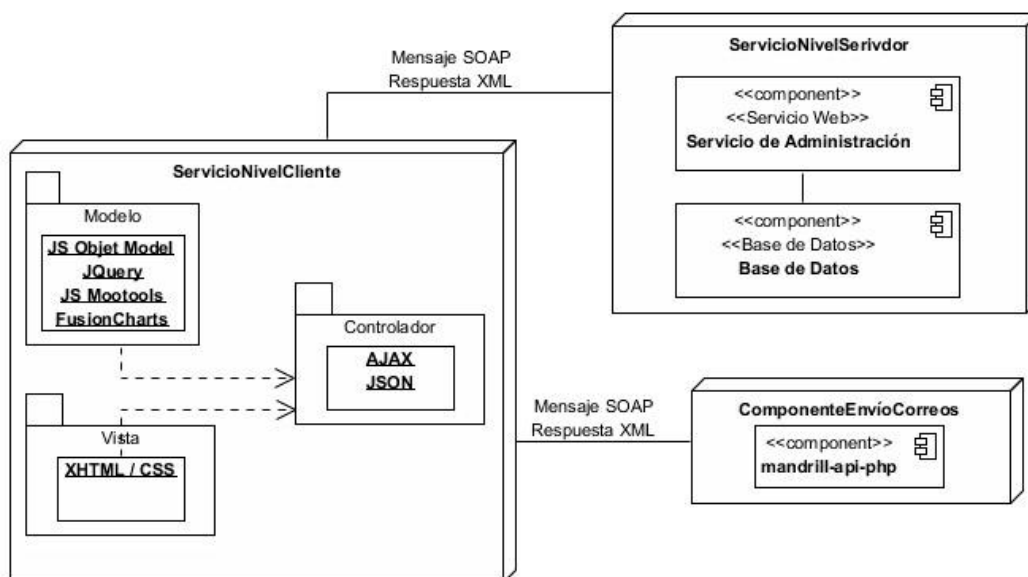 Mensaje SOAP
Respuesta XML
ServicioNivelSerivdor
<<component>>
<<Servicio Web>>
Servicio de Administración
<<component>>
<<Base de Datos>>
Base de Datos
ServicioNivelCliente
Modelo
JS Objet Model
JQuery
JS Mootools
FusionCharts
Controlador
AJAX
JSON
Vista
XHTML / CSS
Mensaje SOAP
Respuesta XML
ComponenteEnvíoCorreos
<<component>>
mandrill-api-php